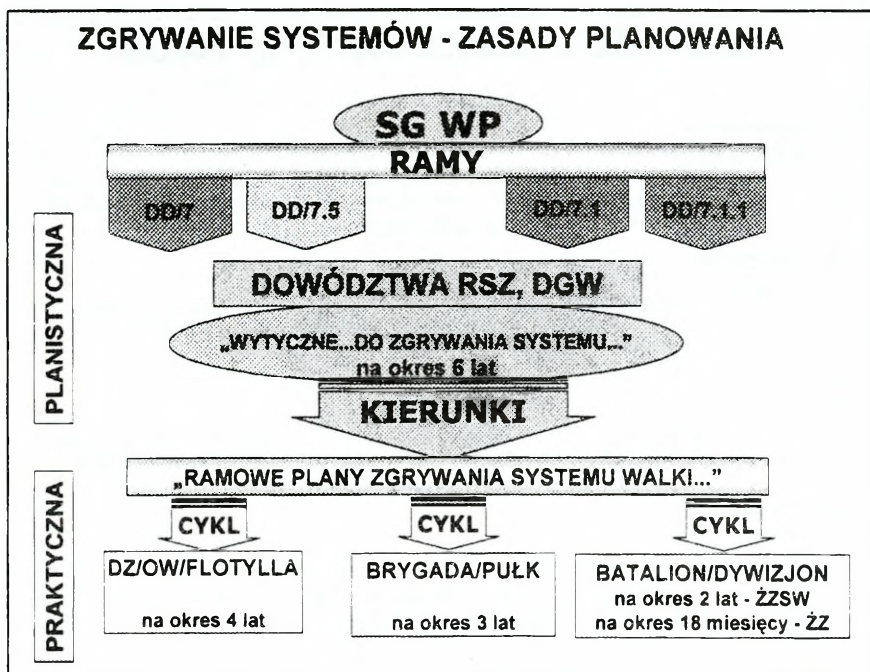 ZGRYWANIE SYSTEMÓW - ZASADY PLANOWANIA
SG WP
RAMY
DD/7
DD/7.5
DD/7.1
DD/7.1.1
PLANISTYCZNA
DOWÓDZTWA RSZ, DGW
„WYTYCZNE...DO ZGRYWANIA SYSTEMU...”
na okres 6 lat
KIERUNKI
„RAMOWE PLANY ZGRYWANIA SYSTEMU WALKI...”
PRAKTYCZNA
CYKL
CYKL
CYKL
DZ/OW/FLOTYLLA
na okres 4 lat
BRYGADA/PUŁK
na okres 3 lat
BATALION/DYWIZJON
na okres 2 lat - ŻZSW
na okres 18 miesięcy - ŻZ